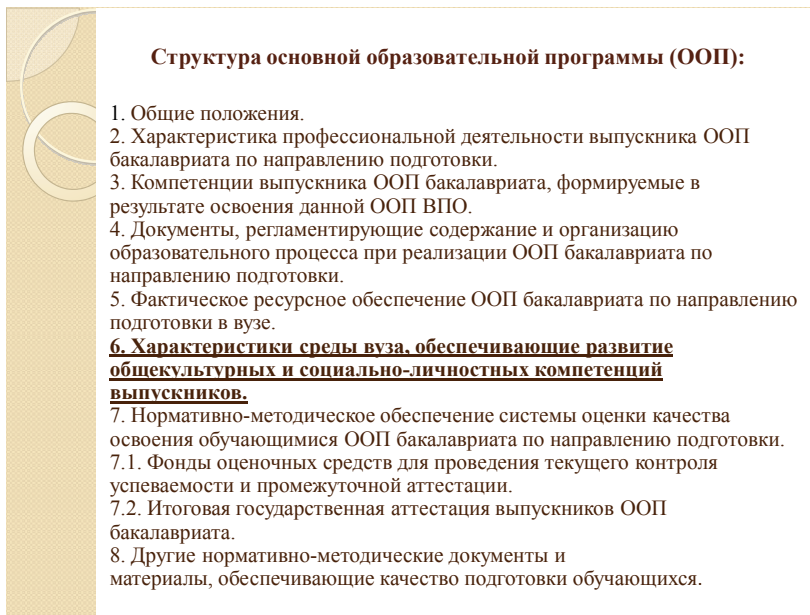 Структура основной образовательной программы (ООП):
1. Общие положения.
2. Характеристика профессиональной деятельности выпускника ООП
бакалавриата по направлению подготовки.
3. Компетенции выпускника ООП бакалавриата, формируемые в
результате освоения данной ООП ВПО.
4. Документы, регламентирующие содержание и организацию
образовательного процесса при реализации ООП бакалавриата по
направлению подготовки.
5. Фактическое ресурсное обеспечение ООП бакалавриата по направлению
подготовки в вузе.
6. Характеристики среды вуза, обеспечивающие развитие
общекультурных и социально-личностных компетенций
выпускников.
7. Нормативно-методическое обеспечение системы оценки качества
освоения обучающимися ООП бакалавриата по направлению подготовки.
7.1. Фонды оценочных средств для проведения текущего контроля
успеваемости и промежуточной аттестации.
7.2. Итоговая государственная аттестация выпускников ООП
бакалавриата.
8. Другие нормативно-методические документы и
материалы, обеспечивающие качество подготовки обучающихся.